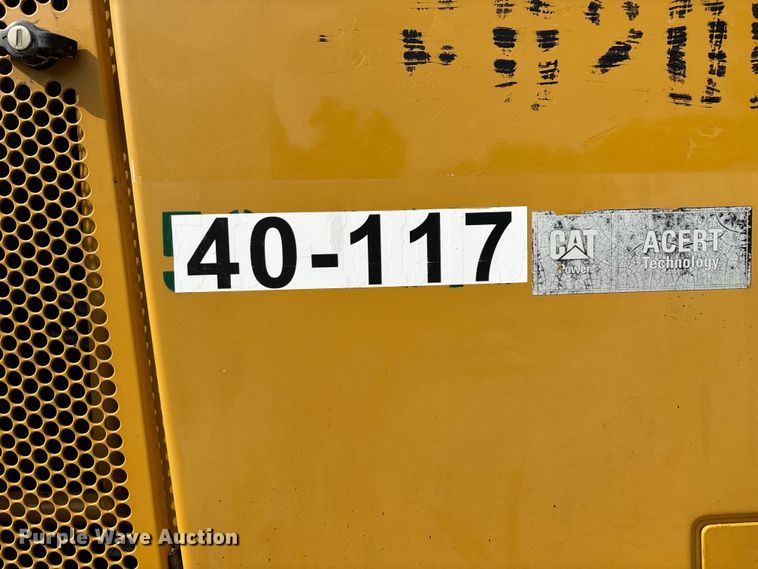 40-117
CAT ACERT
Power Technology
Purple Wave Auction